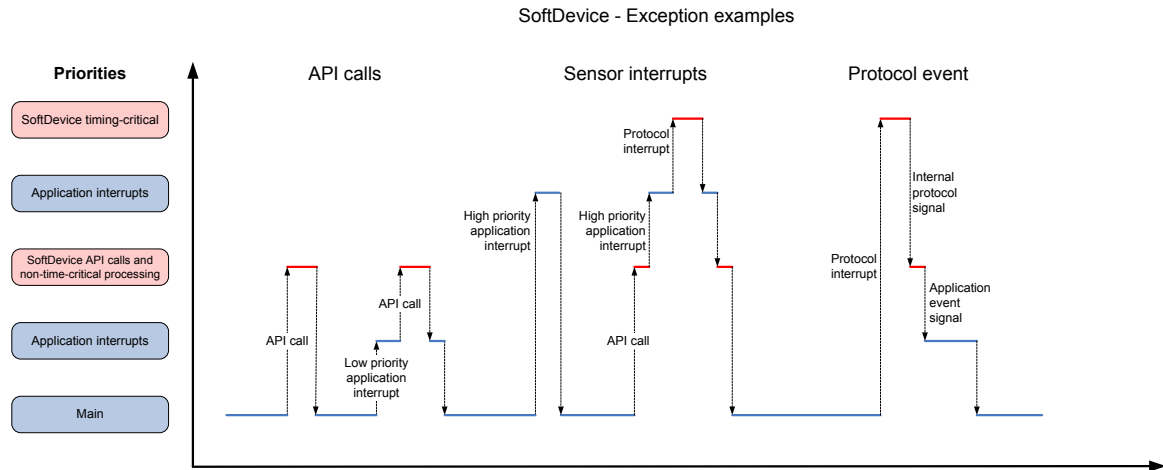 SoftDevice - Exception examples
Priorities
API calls
Sensor interrupts
Protocol event
SoftDevice timing-critical
Application interrupts
SoftDevice API calls and
non-time-critical processing
Application interrupts
Main
API call
Low priority
application
interrupt
API call
High priority
application
interrupt
API call
High priority
application
interrupt
Protocol
interrupt
Protocol
interrupt
Internal
protocol
signal
Application
event
signal